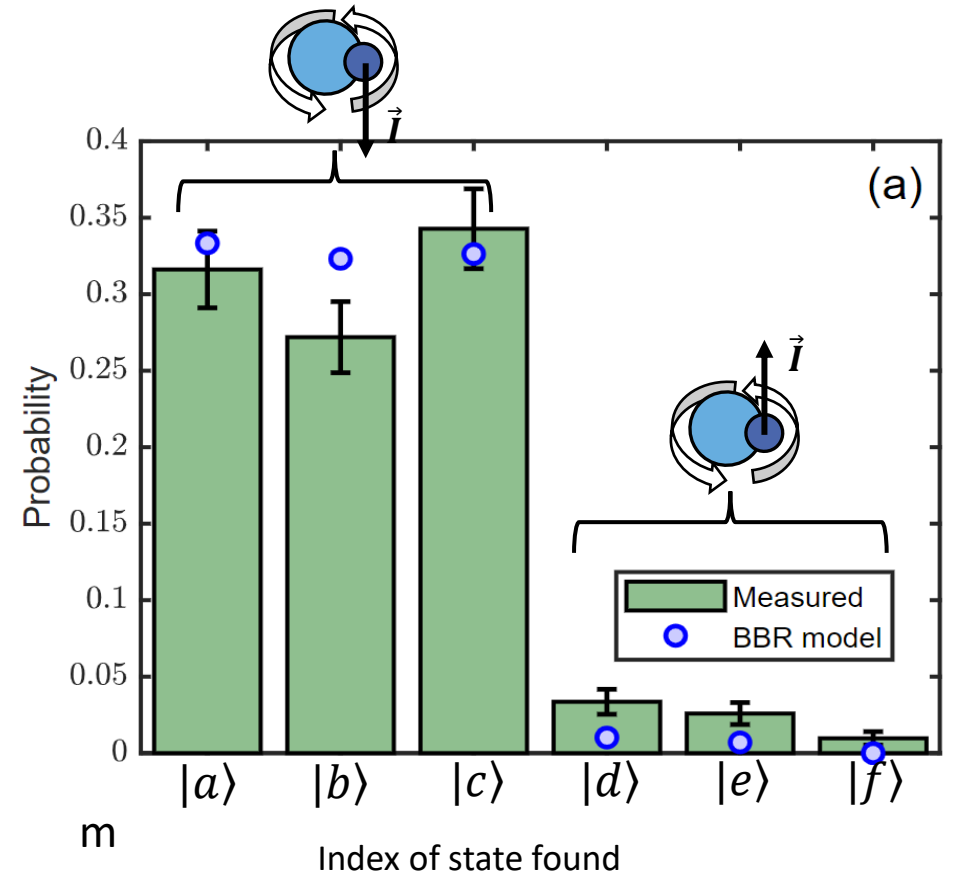 I⃗
0.4
(a)
0.35
0.3
I⃗
0.25
0.2
0.15
0.1
0.05
0
Probability
Measured
BBR model
|a⟩ |b⟩ |c⟩ |d⟩ |e⟩ |f⟩
m
Index of state found